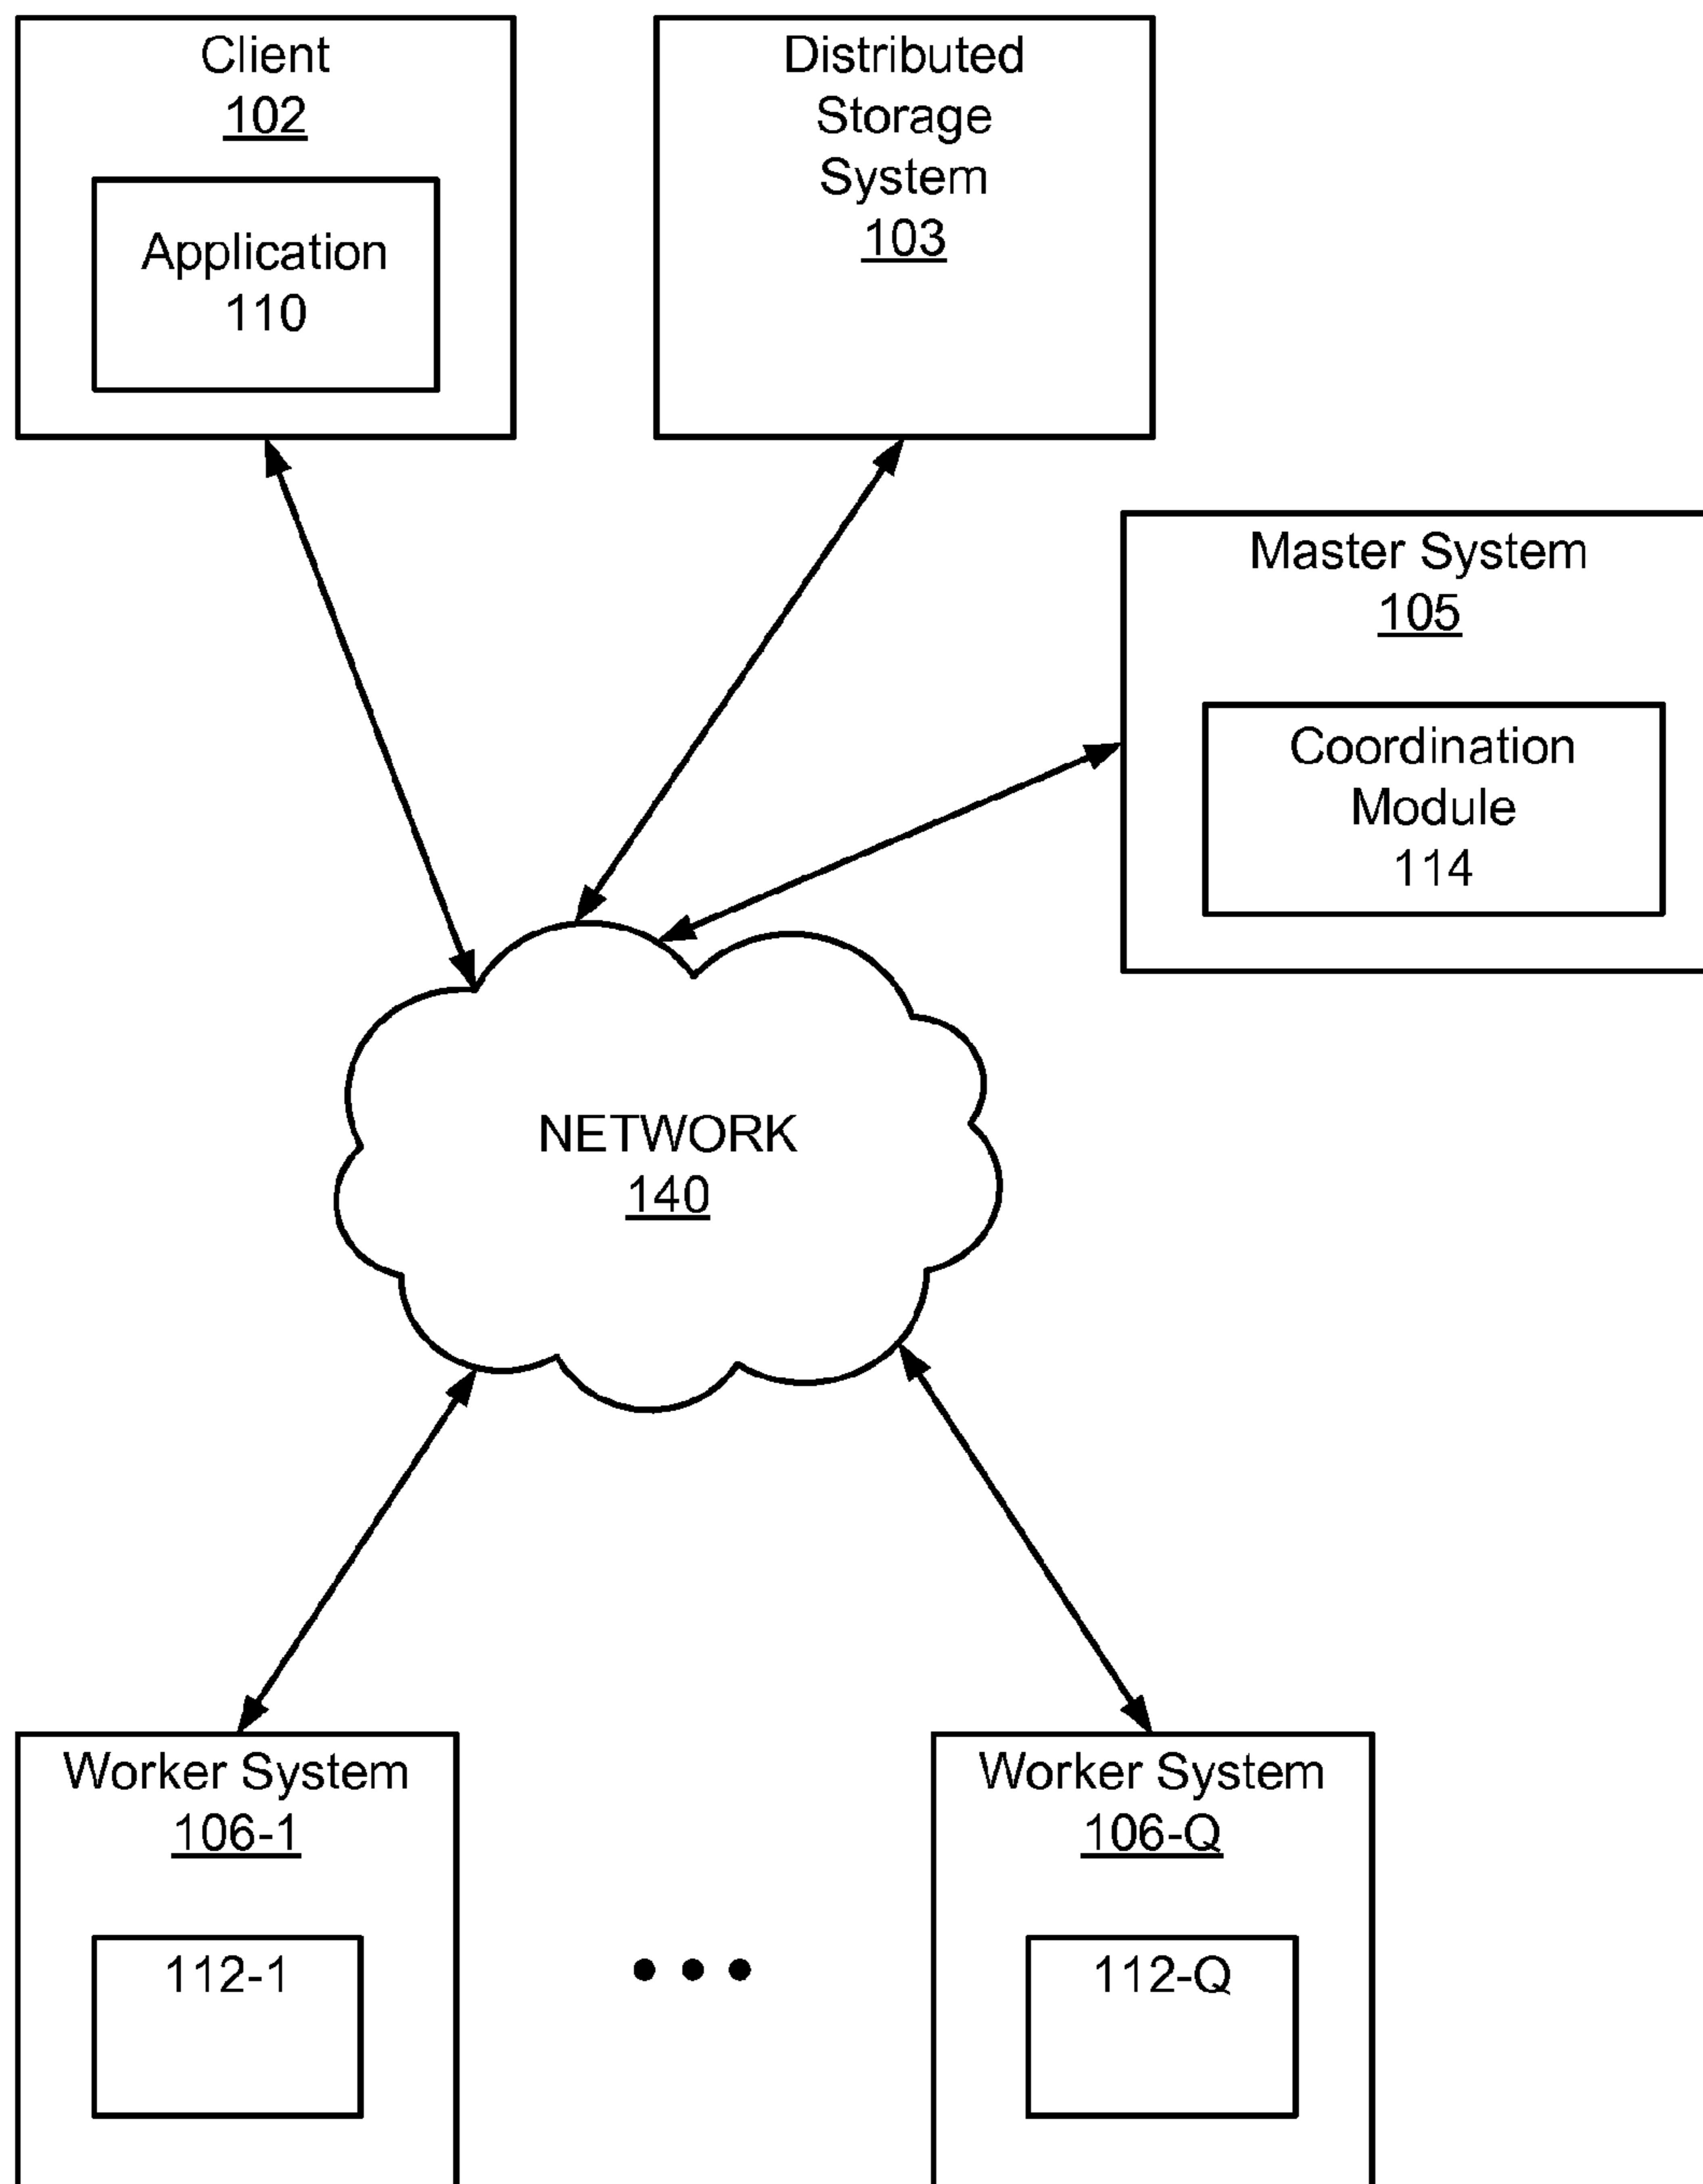 Client
102
Application
110
Distributed
Storage
System
103
Master System
105
Coordination
Module
114
NETWORK
140
Worker System
106-1
112-1
Worker System
106-Q
112-Q